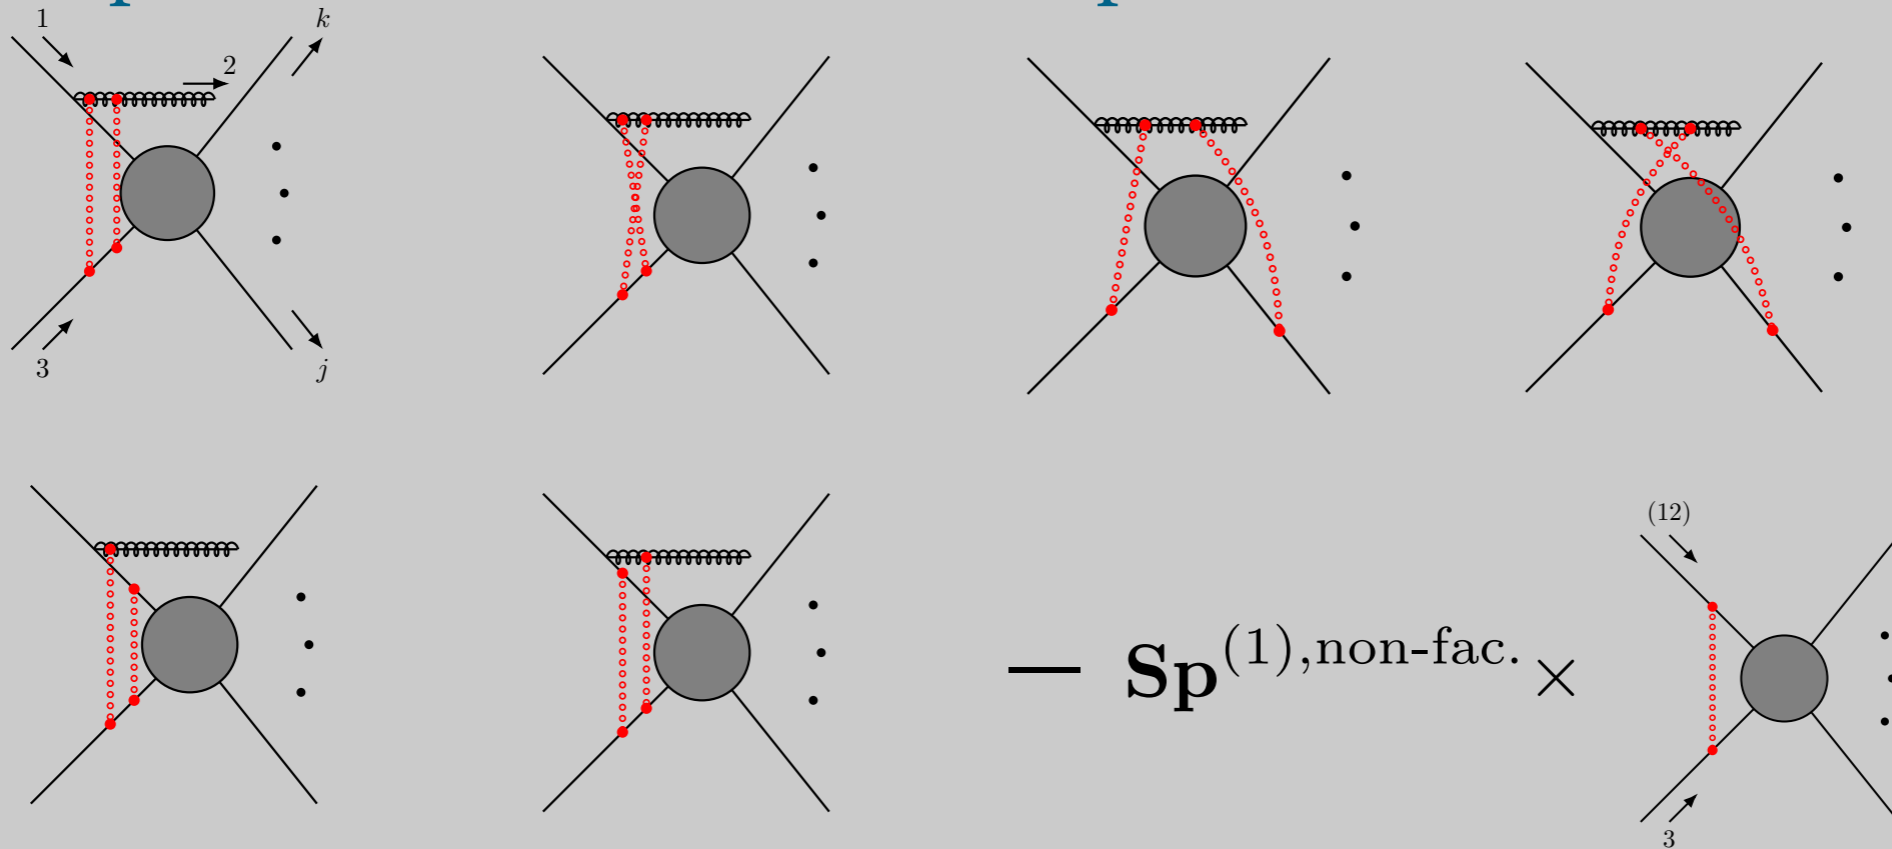 1
k
2
3
j
(12)
− Sp(1),non-fac. ×
3